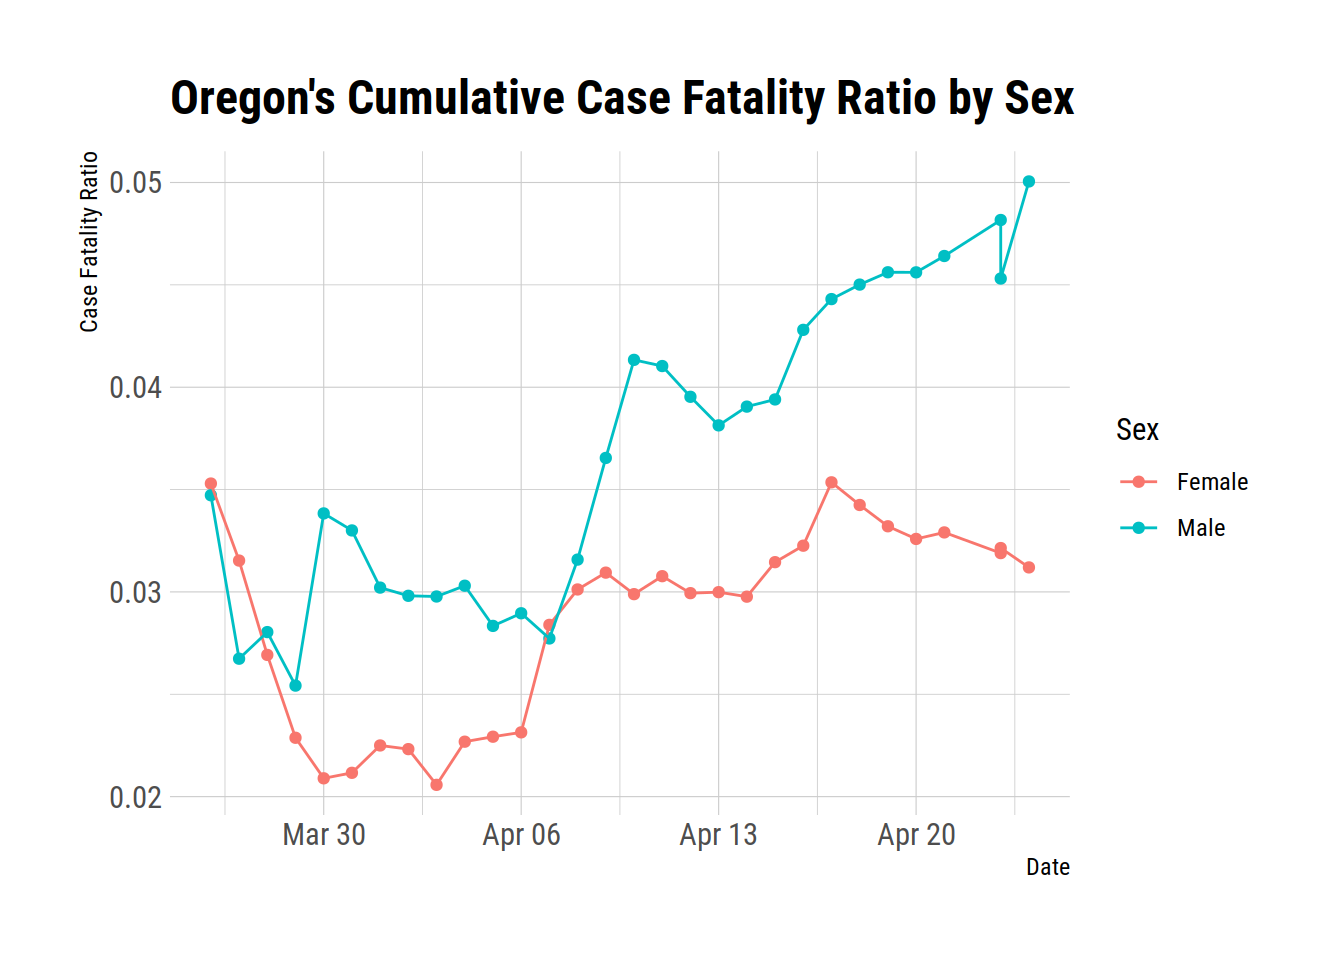 Oregon's Cumulative Case Fatality Ratio by Sex
Case Fatality Ratio
0.05
0.04
0.03
0.02
Mar 30 Apr 06 Apr 13 Apr 20
Date
Sex
Female
Male